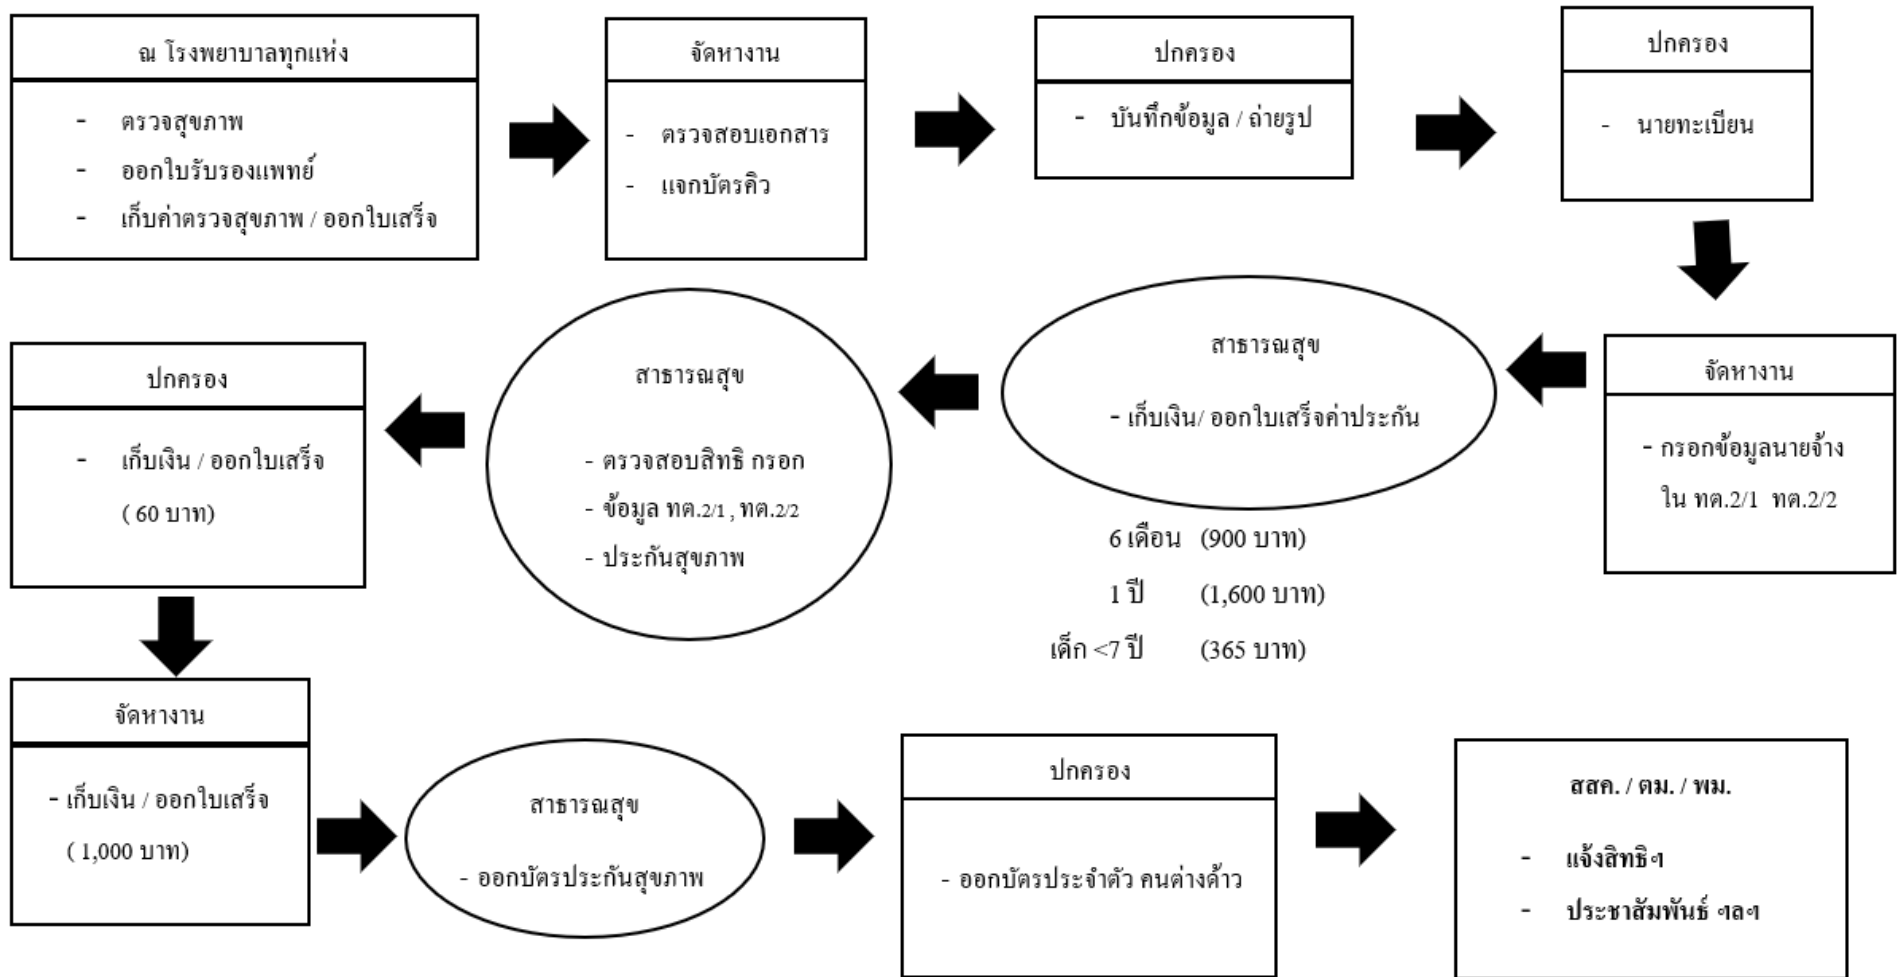 ณ โรงพยาบาลทุกแห่ง
- ตรวจสุขภาพ
- ออกใบรับรองแพทย์
- เก็บค่าตรวจสุขภาพ / ออกใบเสร็จ
จัดหางาน
- ตรวจสอบเอกสาร
- แจกบัตรคิว
ปกครอง
- บันทึกข้อมูล / ถ่ายรูป
ปกครอง
- นายทะเบียน
จัดหางาน
- กรอกข้อมูลนายจ้าง
ใน ทต.2/1 ทต.2/2
สาธารณสุข
- เก็บเงิน/ ออกใบเสร็จค่าประกัน
6 เดือน (900 บาท)
1 ปี (1,600 บาท)
เด็ก <7 ปี (365 บาท)
สาธารณสุข
- ตรวจสอบสิทธิ กรอก
- ข้อมูล ทต.2/1 , ทต.2/2
- ประกันสุขภาพ
ปกครอง
- เก็บเงิน / ออกใบเสร็จ
( 60 บาท)
จัดหางาน
- เก็บเงิน / ออกใบเสร็จ
( 1,000 บาท)
สาธารณสุข
- ออกบัตรประกันสุขภาพ
ปกครอง
- ออกบัตรประจำตัว คนต่างด้าว
สสค. / ตม. / พม.
- แจ้งสิทธิฯ
- ประชาสัมพันธ์ ฯลฯ